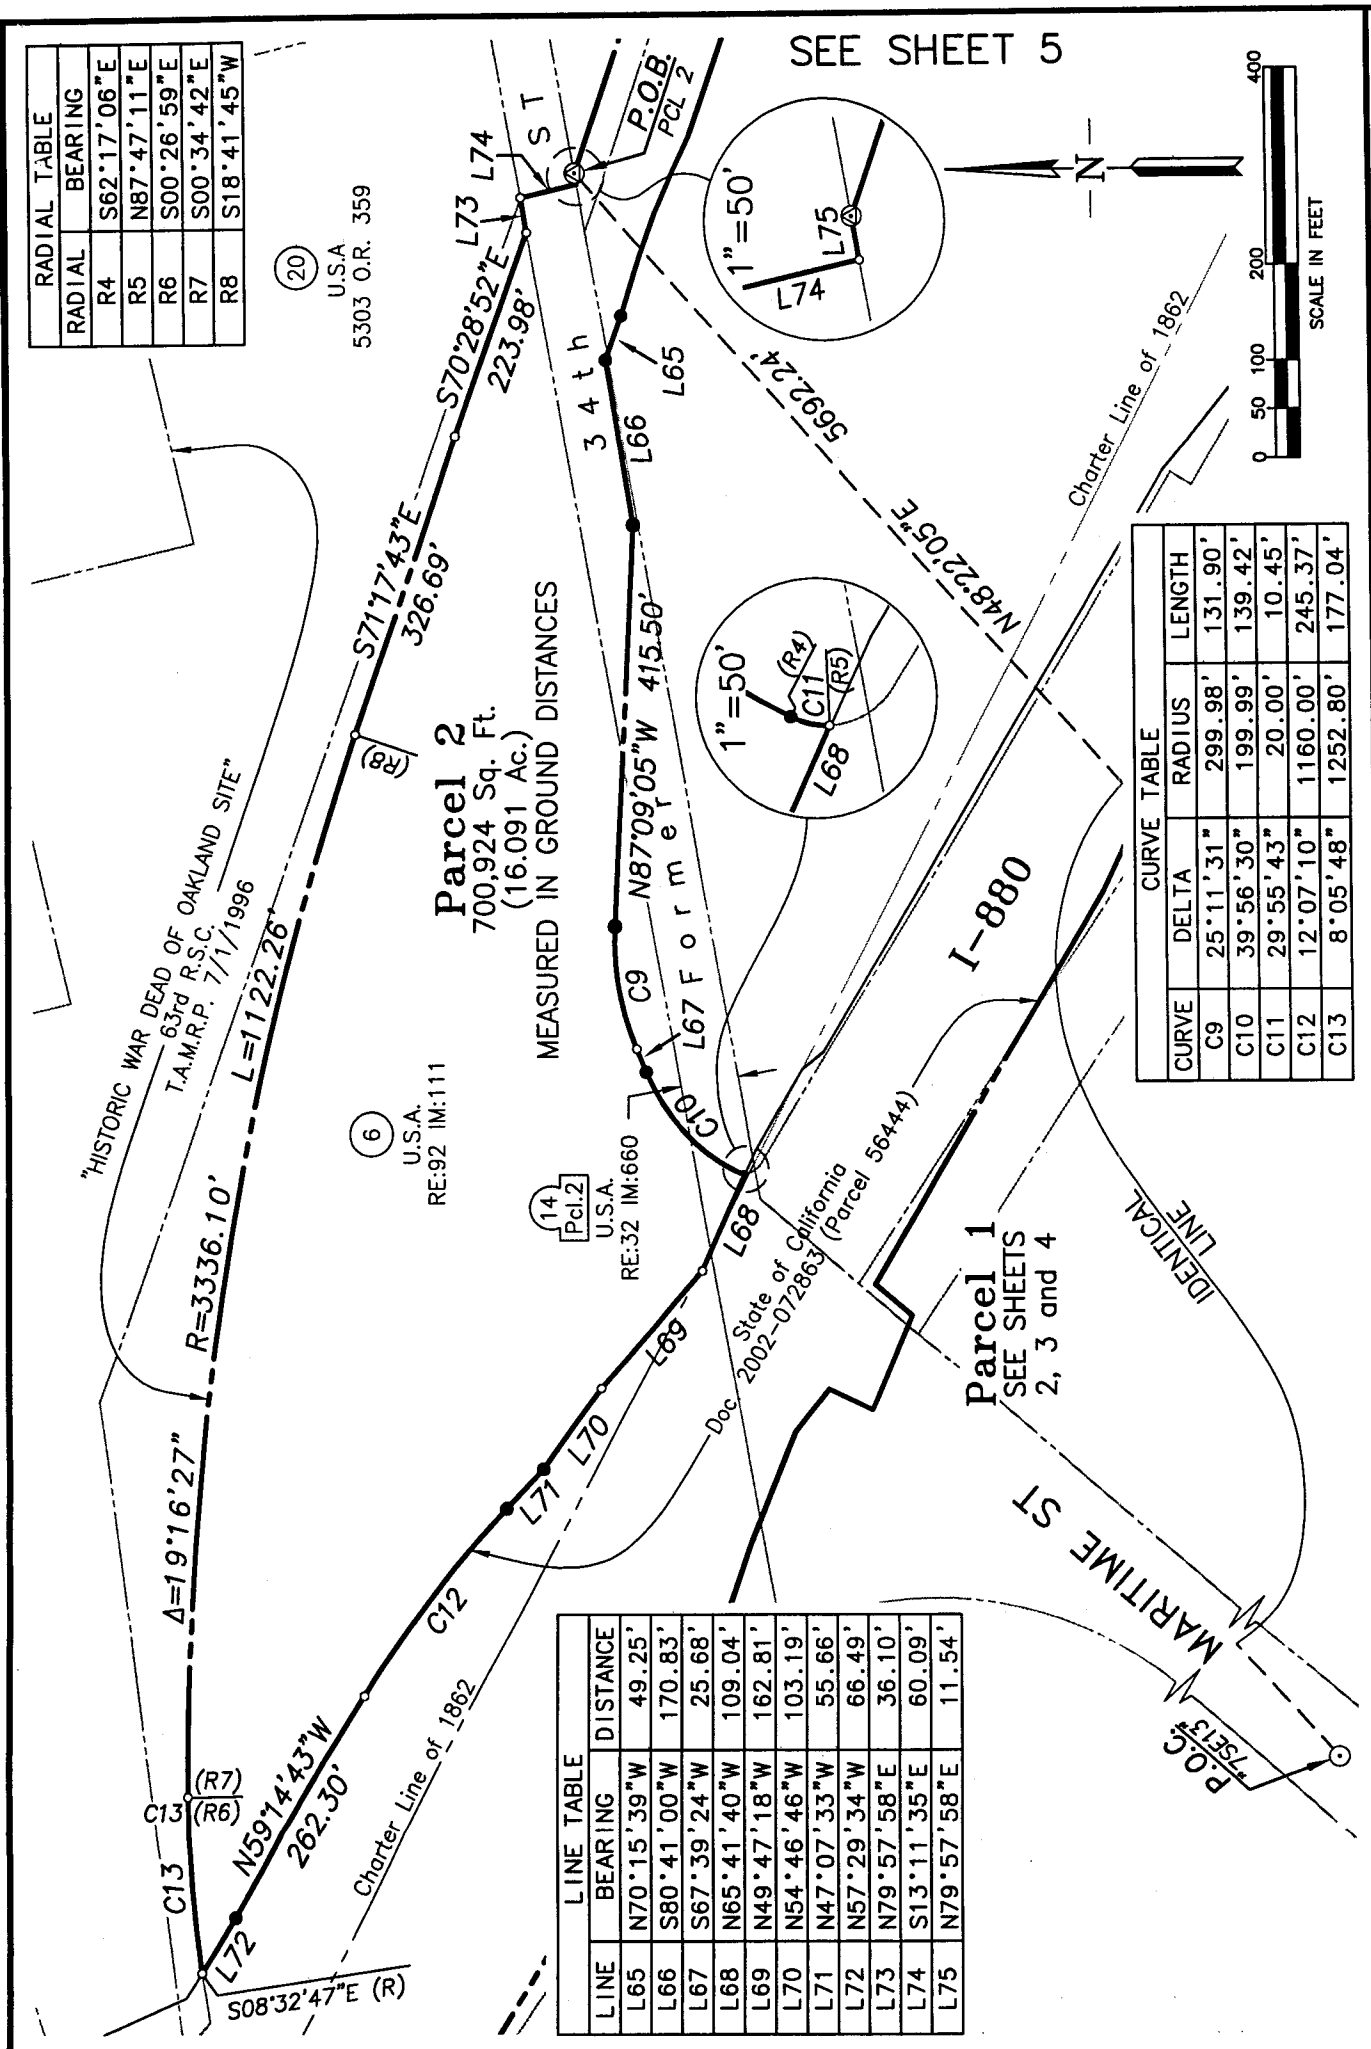 SEE SHEET 5
RADIAL TABLE
RADIAL BEARING
R4 S62°17'06"E
R5 N87°47'11"E
R6 S00°26'59"E
R7 S00°34'42"E
R8 S18°41'45"W
20
U.S.A
5303 O.R. 359
"HISTORIC WAR DEAD OF OAKLAND SITE"
63rd R.S.C.
T.A.M.R.P. 7/1/1996
6
U.S.A.
RE:92 IM:111
14
Pcl.2
U.S.A.
RE:32 IM:660
Parcel 2
700,924 Sq. Ft.
(16.091 Ac.)
MEASURED IN GROUND DISTANCES
Δ=19°16'27"
R=3336.10'
L=1122.26'
(R8)
S71°17'43"E
326.69'
S70°28'52"E
223.98'
L73
L74
P.O.B.
PCL 2
Former 34th ST
L65
L66
N87°09'05"W 415.50'
C9
L67
C10
L68
L69
L70
L71
C12
N59°14'43"W
262.30'
L72
C13
C13
(R7)
(R6)
S08°32'47"E (R)
Charter Line of 1862
1"=50'
L74
L75
1"=50'
(R4)
C11
(R5)
L68
N48°22'05"E
5692.24'
Charter Line of 1862
I-880
State of California
Doc. 2002-072863 (Parcel 56444)
Parcel 1
SEE SHEETS
2, 3 and 4
IDENTICAL
LINE
MARITIME ST
P.O.C.
"7SE13"
N
0 50 100 200 400
SCALE IN FEET
CURVE TABLE
CURVE DELTA RADIUS LENGTH
C9 25°11'31" 299.98' 131.90'
C10 39°56'30" 199.99' 139.42'
C11 29°55'43" 20.00' 10.45'
C12 12°07'10" 1160.00' 245.37'
C13 8°05'48" 1252.80' 177.04'
LINE TABLE
LINE BEARING DISTANCE
L65 N70°15'39"W 49.25'
L66 S80°41'00"W 170.83'
L67 S67°39'24"W 25.68'
L68 N65°41'40"W 109.04'
L69 N49°47'18"W 162.81'
L70 N54°46'46"W 103.19'
L71 N47°07'33"W 55.66'
L72 N57°29'34"W 66.49'
L73 N79°57'58"E 36.10'
L74 S13°11'35"E 60.09'
L75 N79°57'58"E 11.54'